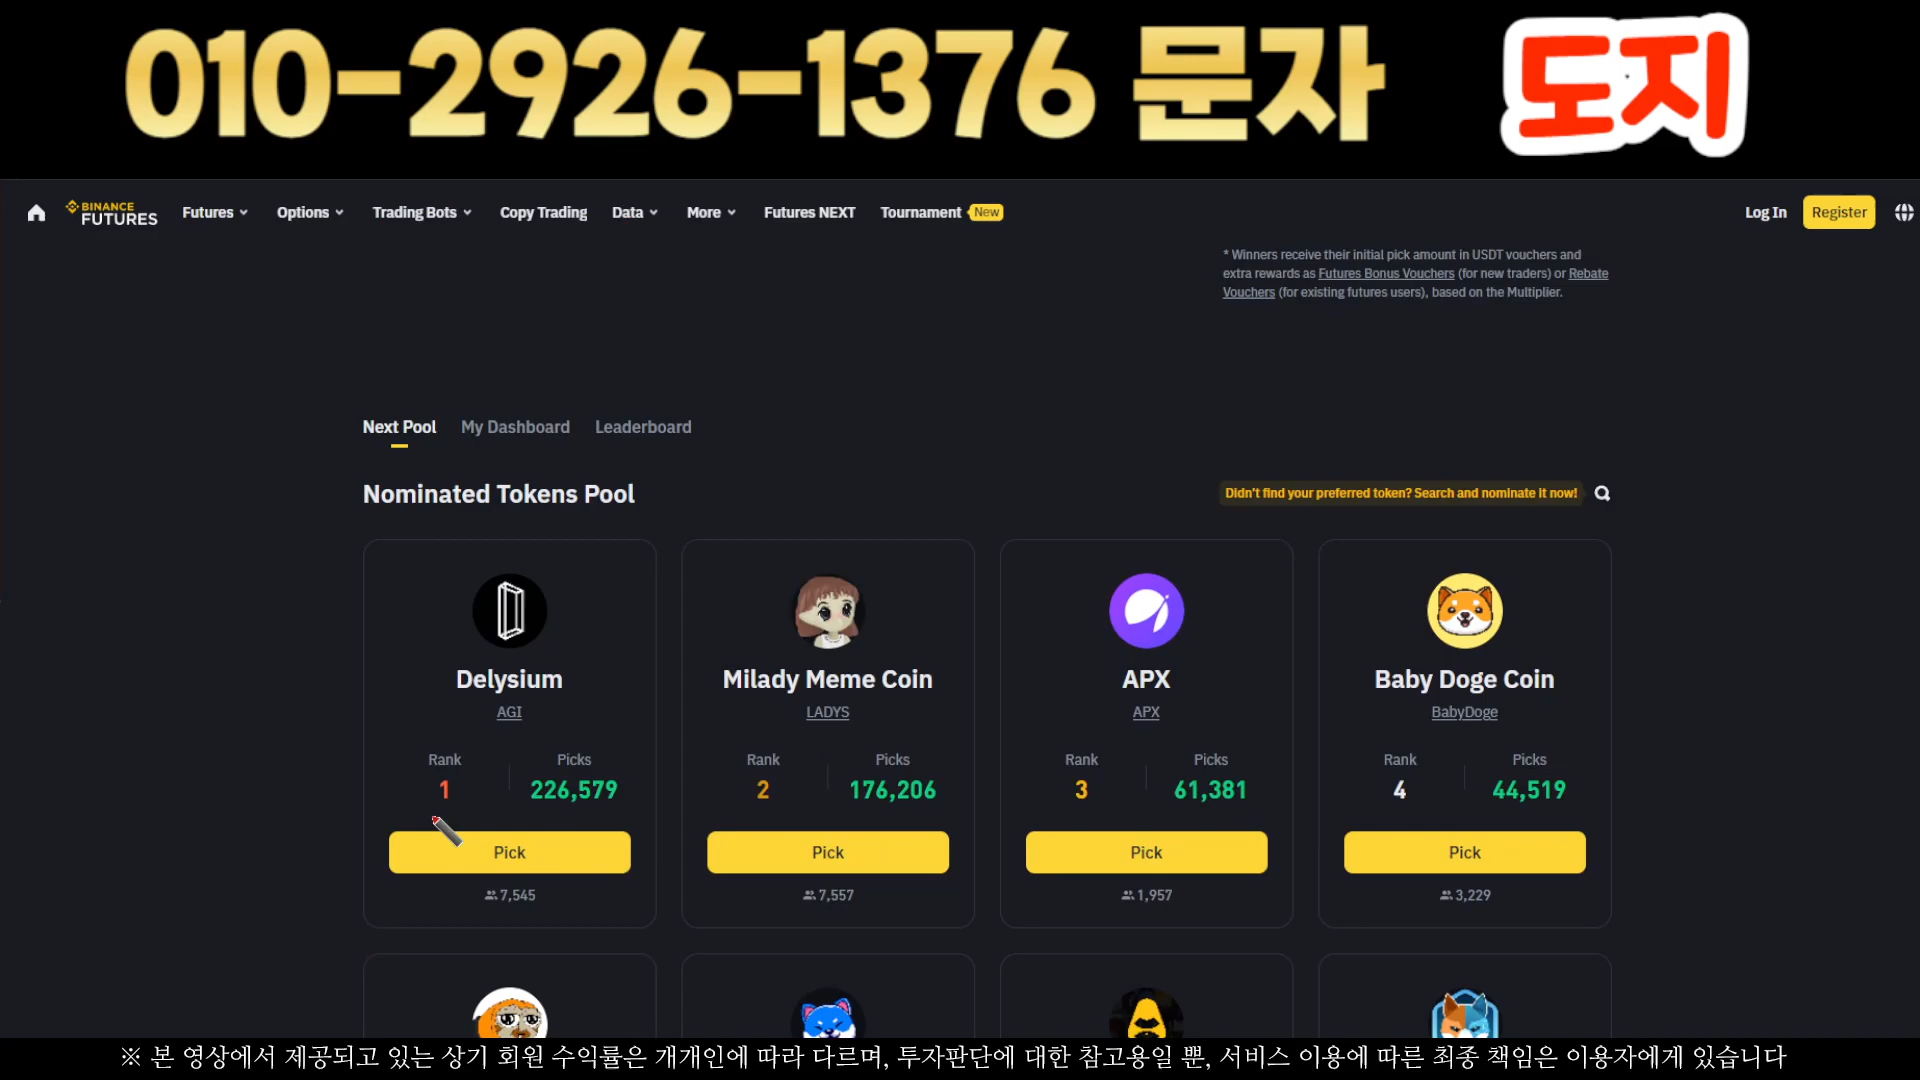 010-2926-1376 문자 도지
BINANCE FUTURES Futures Options Trading Bots Copy Trading Data More Futures NEXT Tournament New Log In Register
* Winners receive their initial pick amount in USDT vouchers and
extra rewards as Futures Bonus Vouchers (for new traders) or Rebate
Vouchers (for existing futures users), based on the Multiplier.
Next Pool My Dashboard Leaderboard
Nominated Tokens Pool
Didn't find your preferred token? Search and nominate it now!
Delysium Milady Meme Coin APX Baby Doge Coin
AGI LADYS APX BabyDoge
Rank Picks Rank Picks Rank Picks Rank Picks
1 226,579 2 176,206 3 61,381 4 44,519
Pick Pick Pick Pick
7,545 7,557 1,957 3,229
※ 본 영상에서 제공되고 있는 상기 회원 수익률은 개개인에 따라 다르며, 투자판단에 대한 참고용일 뿐, 서비스 이용에 따른 최종 책임은 이용자에게 있습니다